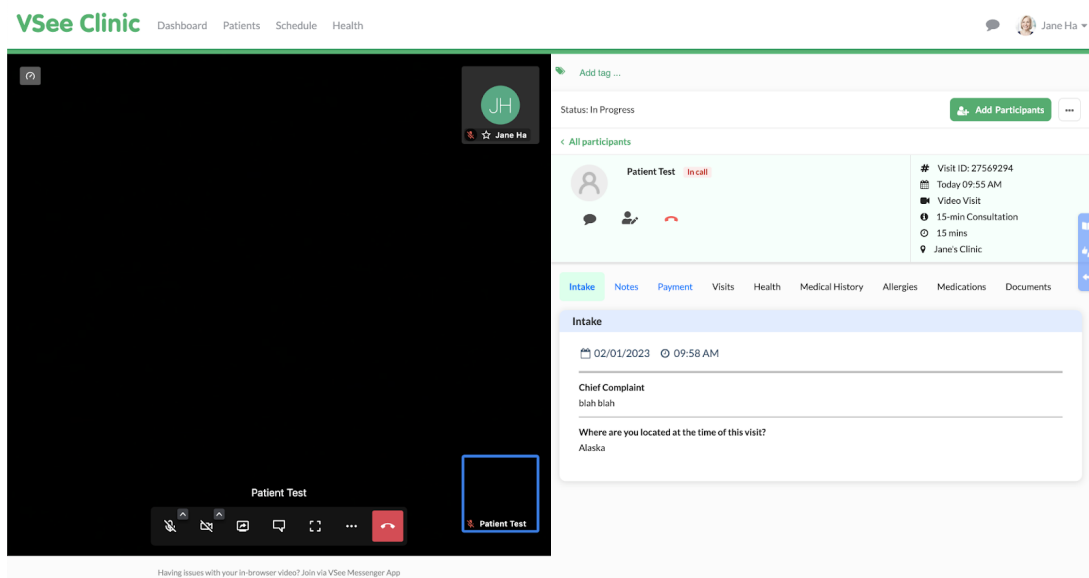 VSee Clinic Dashboard Patients Schedule Health Jane Ha
Add tag ...
JH
Jane Ha
Status: In Progress
Add Participants
All participants
Patient Test In call
Visit ID: 27569294
Today 09:55 AM
Video Visit
15-min Consultation
15 mins
Jane's Clinic
Intake Notes Payment Visits Health Medical History Allergies Medications Documents
Intake
02/01/2023 09:58 AM
Chief Complaint
blah blah
Where are you located at the time of this visit?
Alaska
Patient Test
Patient Test
Having issues with your in-browser video? Join via VSee Messenger App